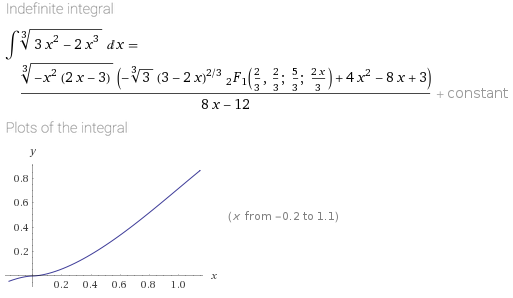 Indefinite integral
∫ ∛(3x² − 2x³) dx =
∛(−x² (2x − 3)) (−∛3 (3 − 2x)^(2/3) ₂F₁(2/3, 2/3; 5/3; 2x/3) + 4x² − 8x + 3)
8x − 12
+ constant
Plots of the integral
y
0.8
0.6
0.4
0.2
(x from −0.2 to 1.1)
x
0.2 0.4 0.6 0.8 1.0